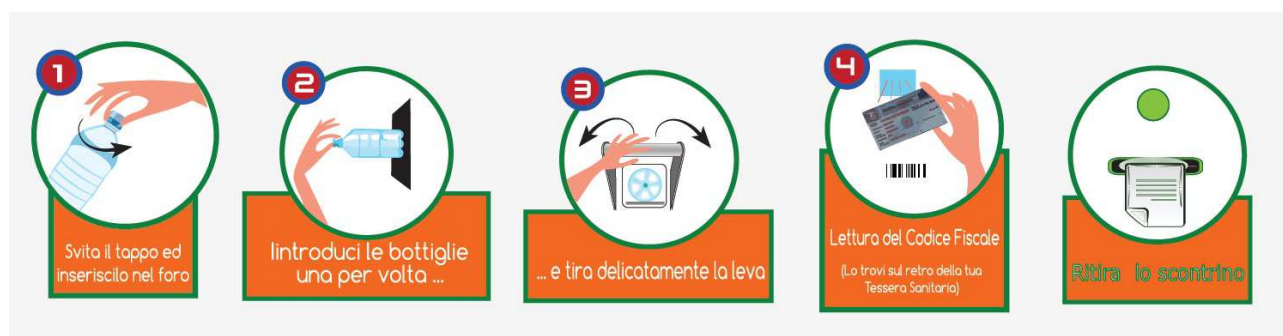 1
Svita il tappo ed
inseriscilo nel foro
2
Iintroduci le bottiglie
una per volta ...
3
... e tira delicatamente la leva
4
Lettura del Codice Fiscale
(Lo trovi sul retro della tua
Tessera Sanitaria)
Ritira lo scontrino